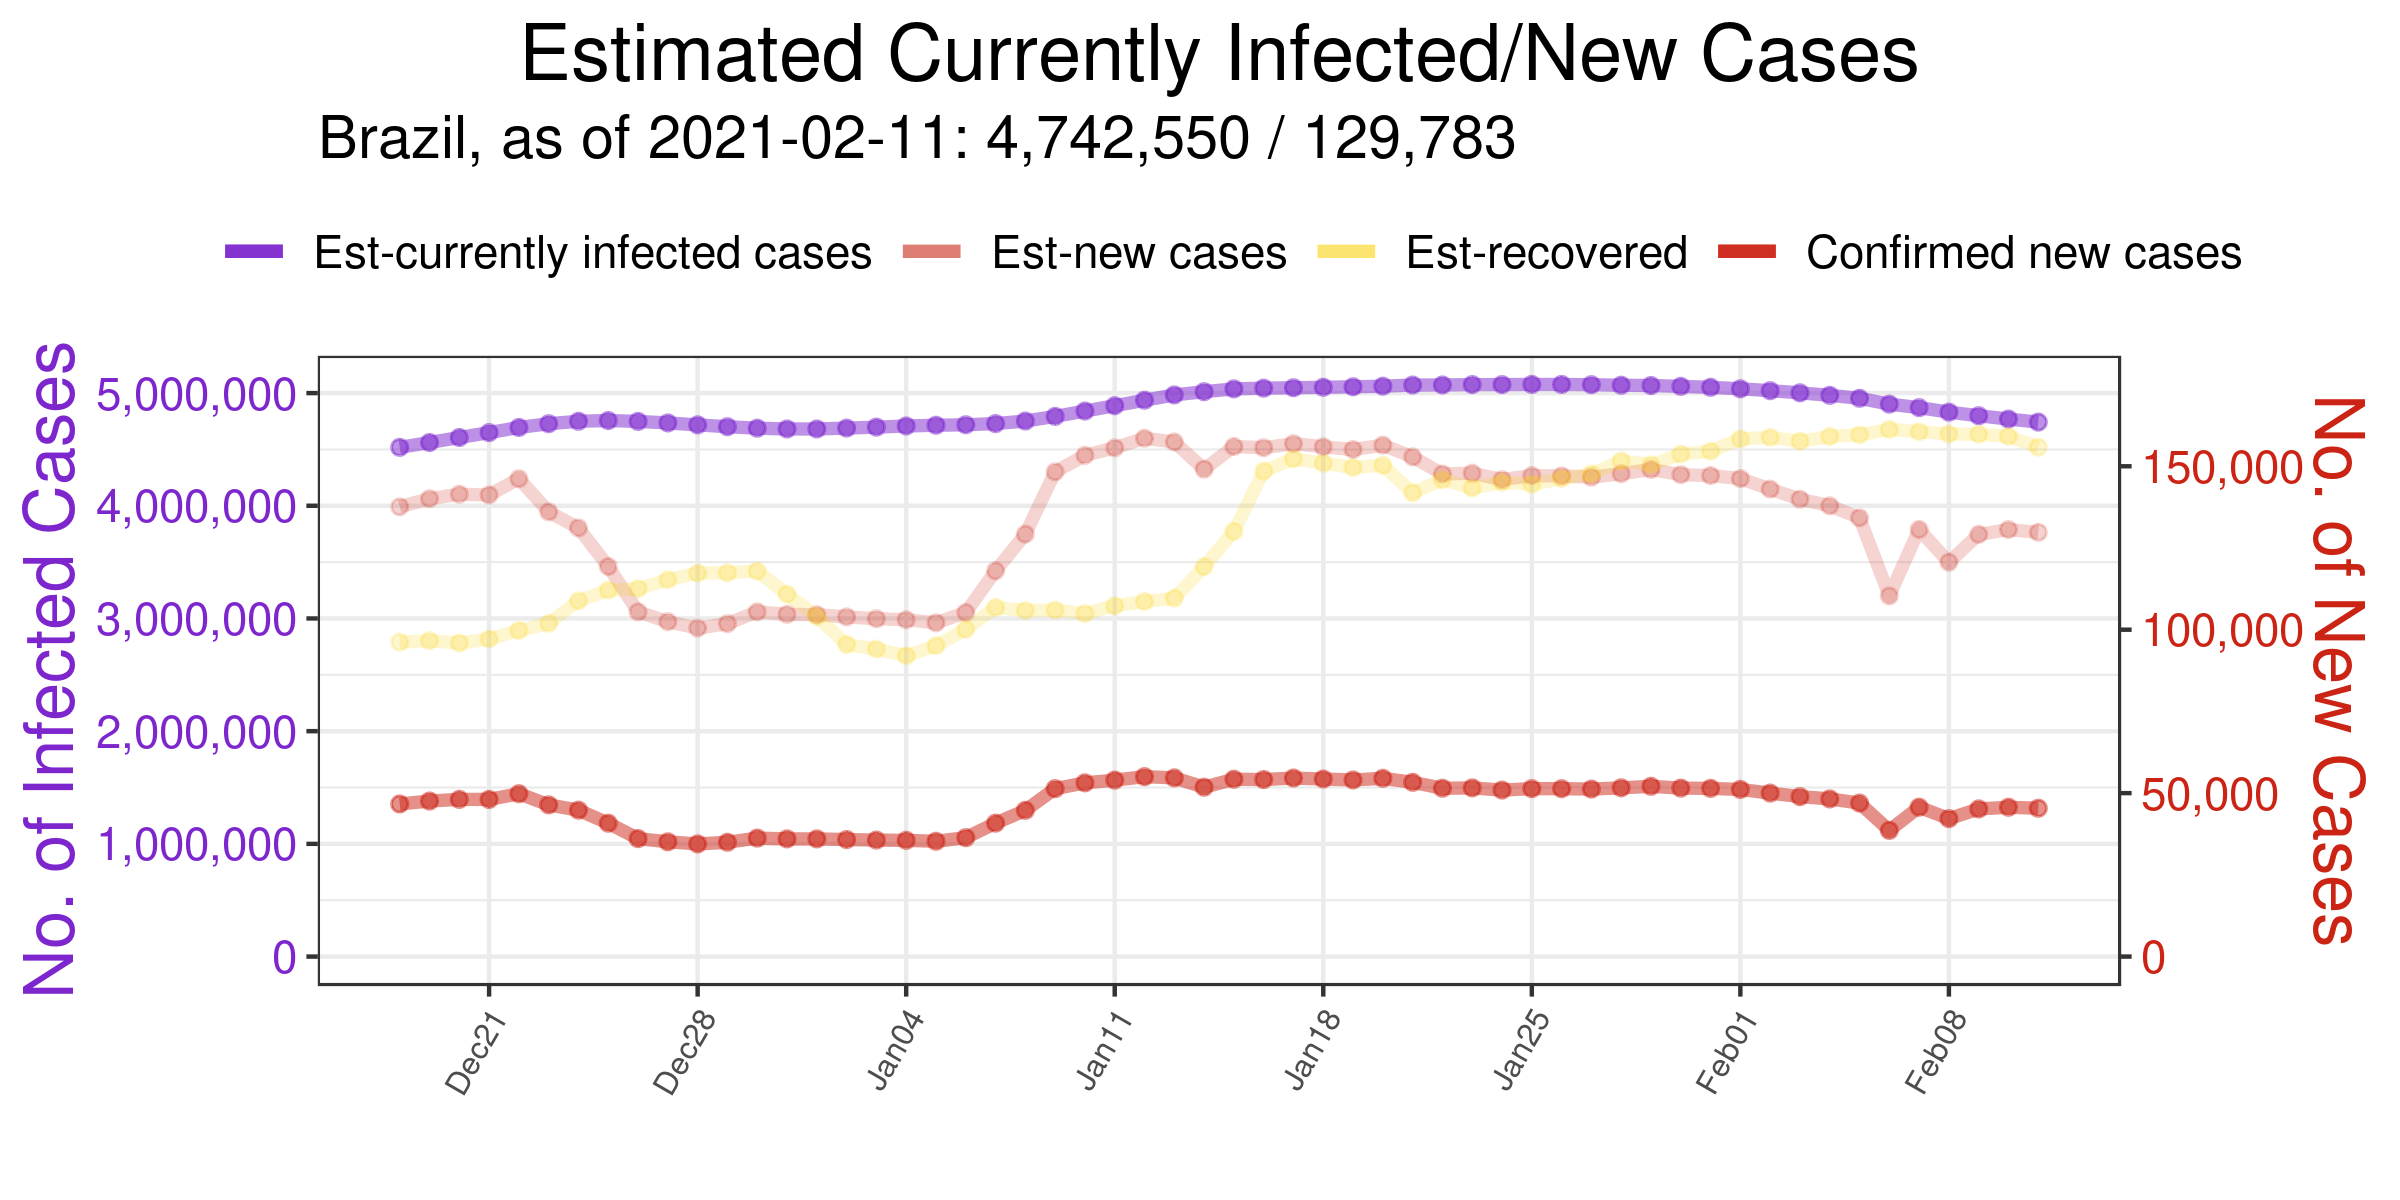 Estimated Currently Infected/New Cases
Brazil, as of 2021-02-11: 4,742,550 / 129,783
Est-currently infected cases Est-new cases Est-recovered Confirmed new cases
No. of Infected Cases
5,000,000
4,000,000
3,000,000
2,000,000
1,000,000
0
150,000
100,000
50,000
0
No. of New Cases
Dec21 Dec28 Jan04 Jan11 Jan18 Jan25 Feb01 Feb08